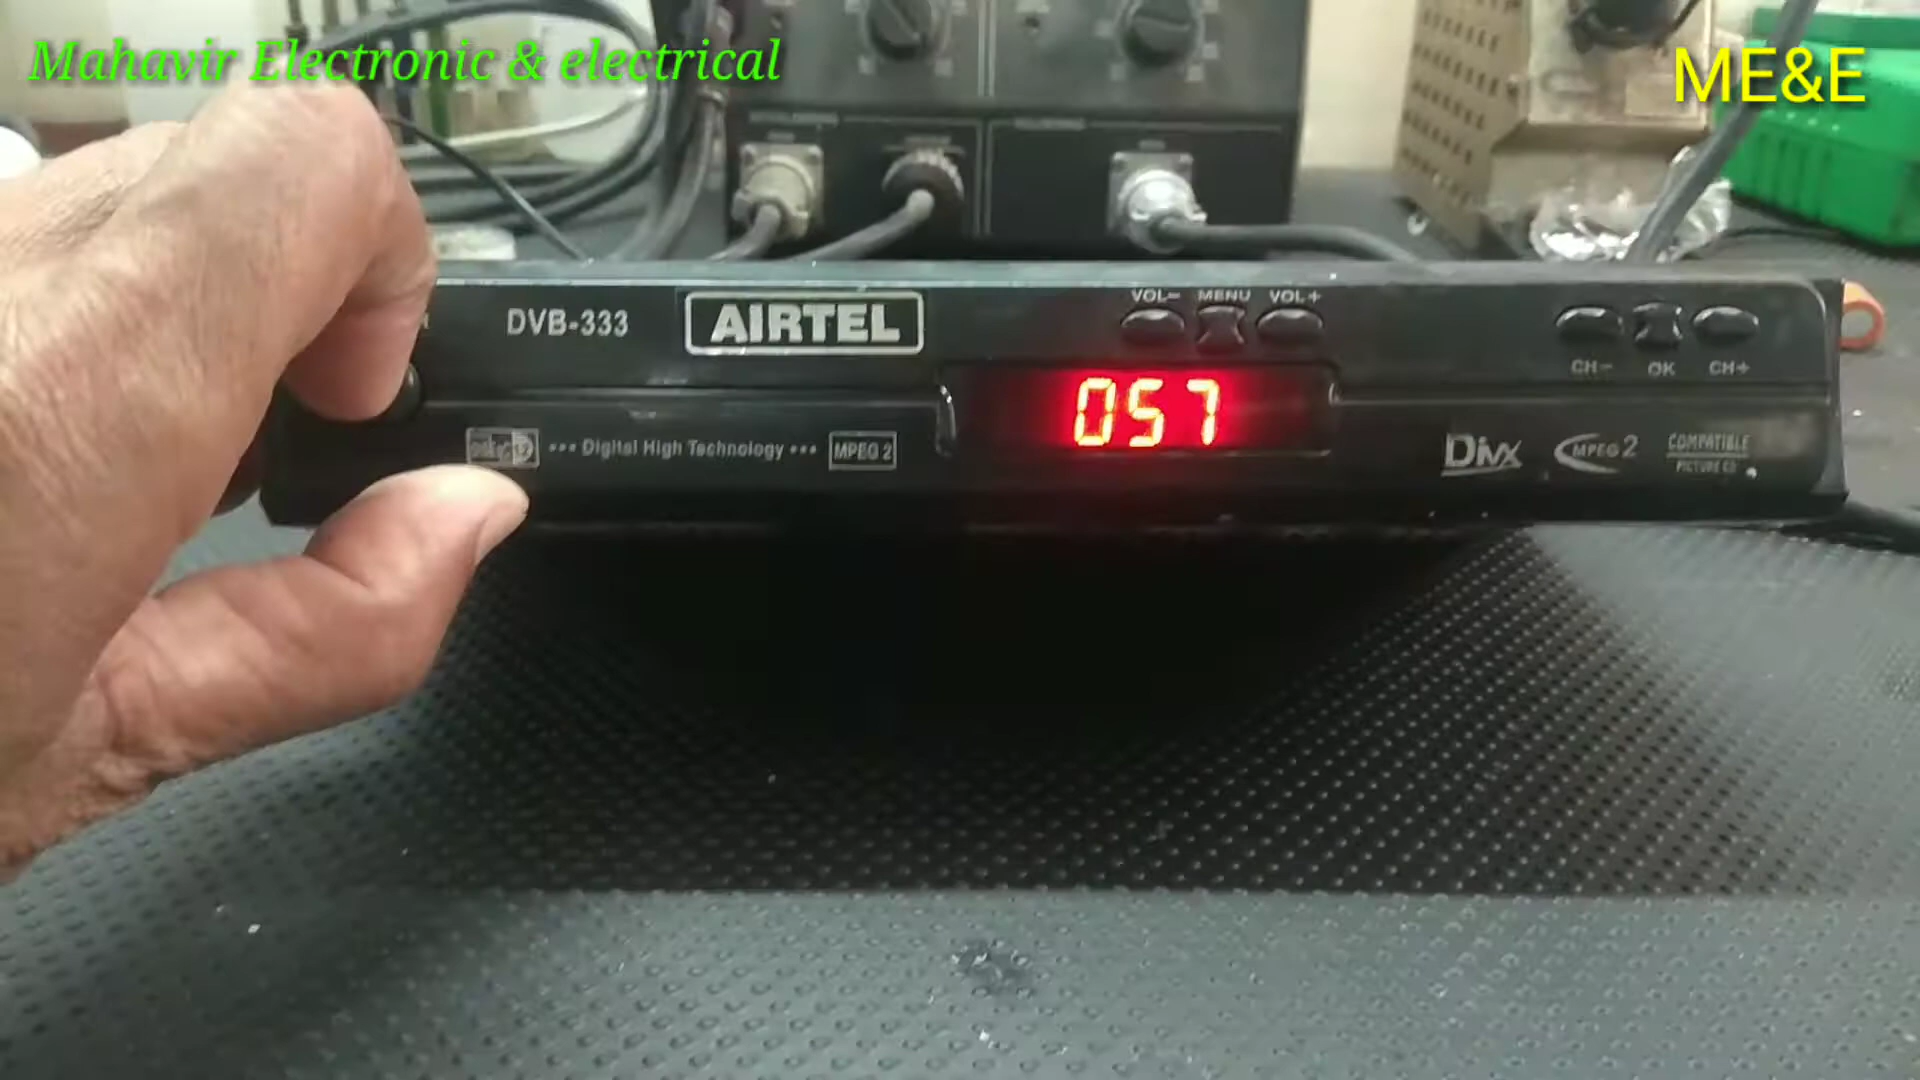 Mahavir Electronic & electrical
ME&E
DVB-333
AIRTEL
VOL- MENU VOL+
CH- OK CH+
057
*** Digital High Technology ***
MPEG 2
DivX
MPEG 2
COMPATIBLE
PICTURE CD